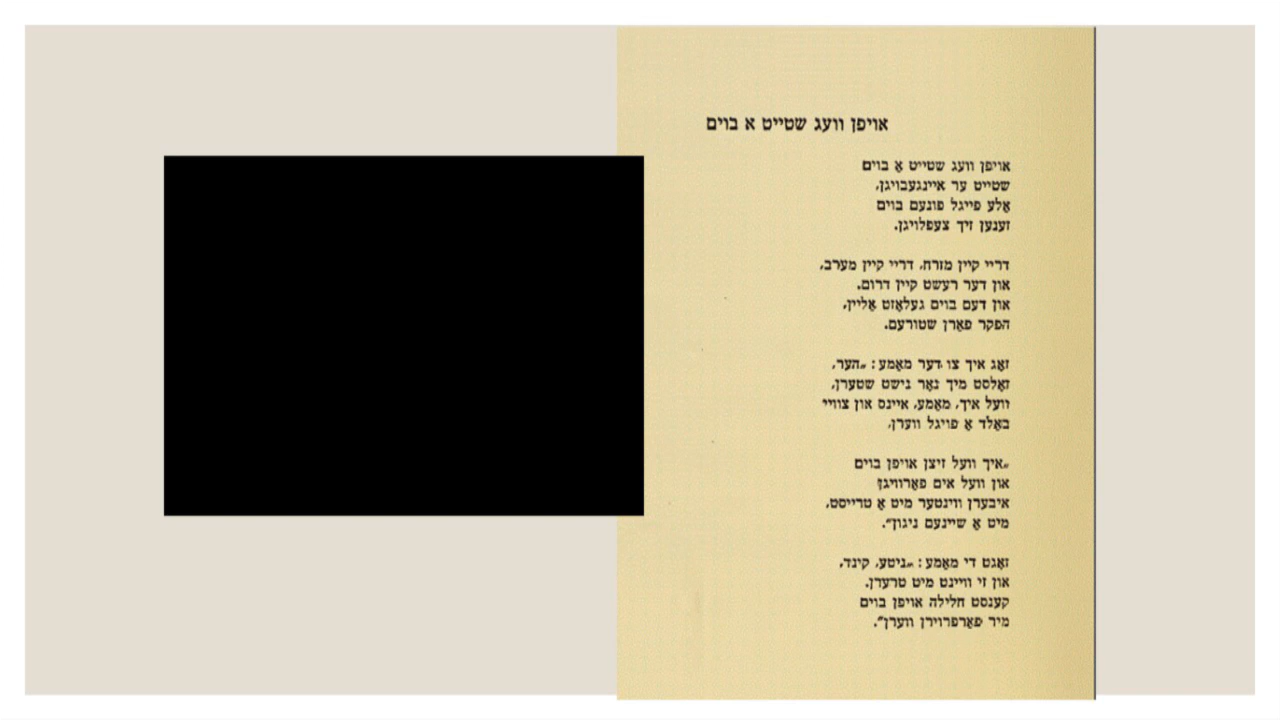 אויפן וועג שטייט א בוים
אויפן וועג שטייט אַ בוים
שטייט ער איינגעבויגן,
אַלע פייגל פונעם בוים
זענען זיך צעפלויגן.
דריי קיין מזרח, דריי קיין מערב,
און דער רעשט קיין דרום.
און דעם בוים געלאָזט אַליין,
הפקר פאַרן שטורעם.
זאָג איך צו דער מאַמע: „הער,
זאָלסט מיך נאָר נישט שטערן,
וועל איך, מאַמע, איינס און צוויי
באַלד אַ פויגל ווערן,
„איך וועל זיצן אויפן בוים
און וועל אים פאַרוויגן
איבערן ווינטער מיט אַ טרייסט,
מיט אַ שיינעם ניגון".
זאָגט די מאַמע: „ניטע, קינד,
און זי וויינט מיט טרערן.
קענסט חלילה אויפן בוים
מיר פאַרפרוירן ווערן".